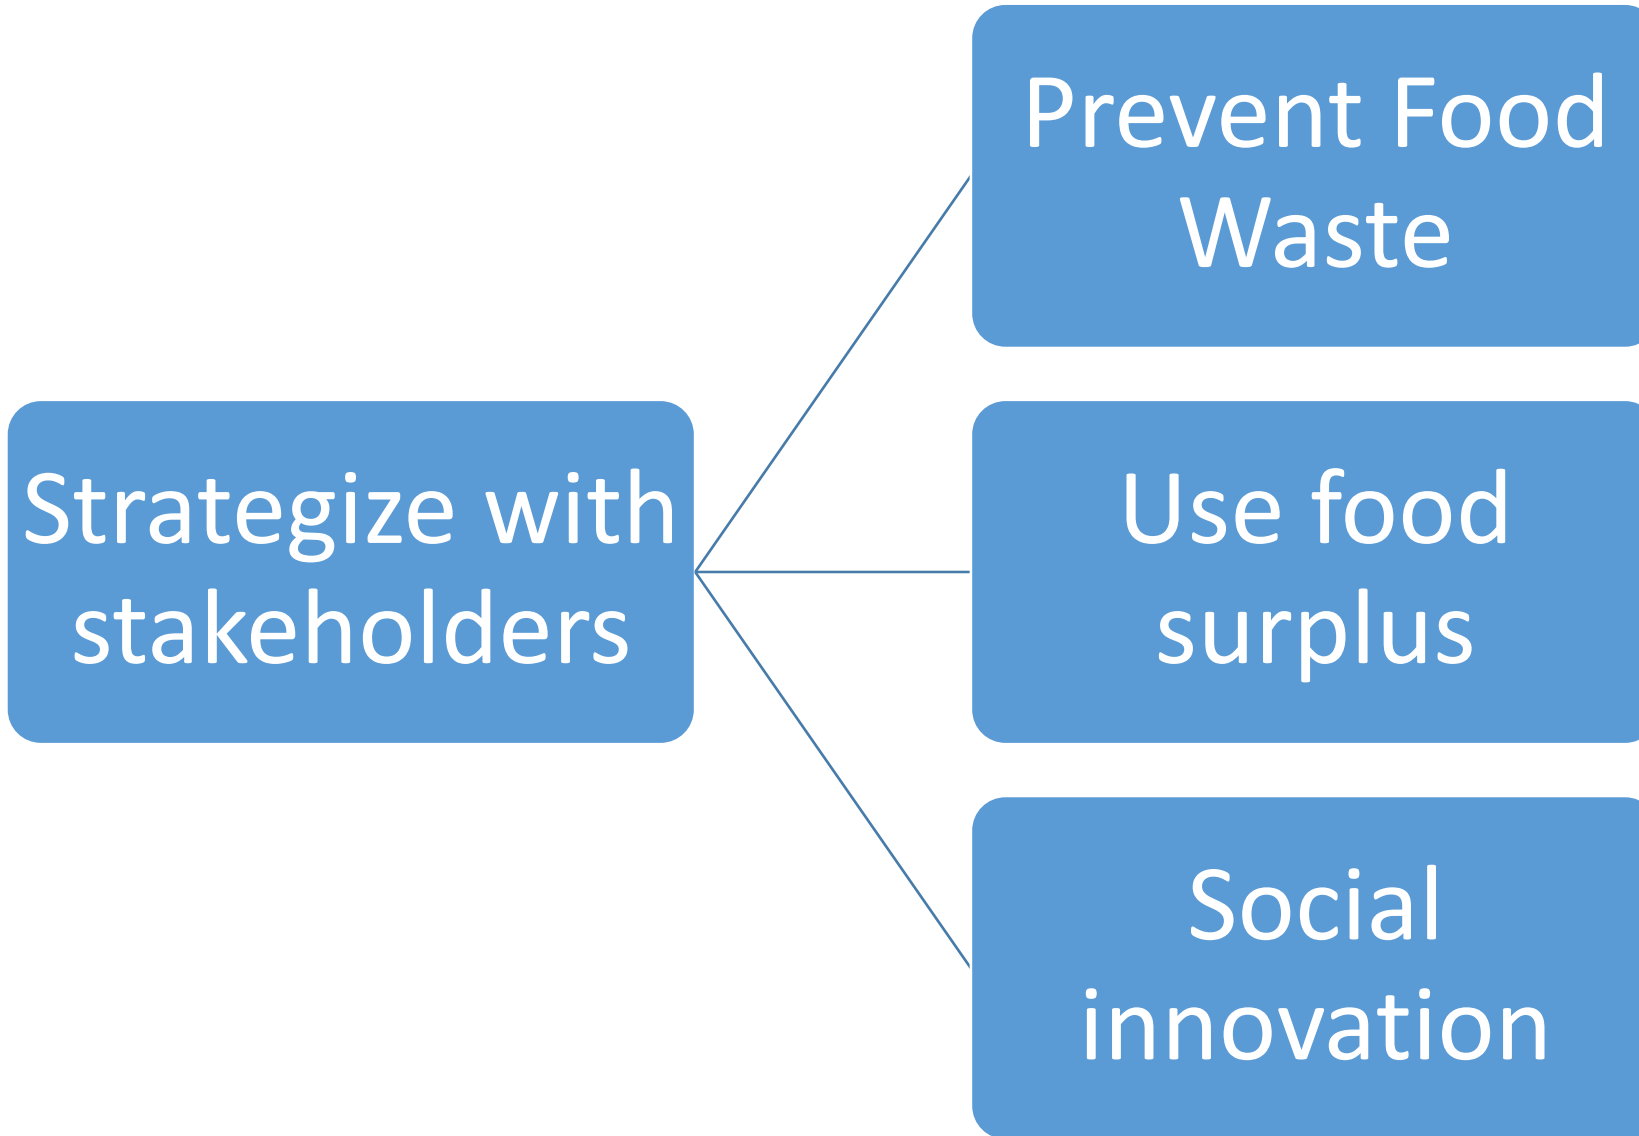 Strategize with
stakeholders
Prevent Food
Waste
Use food
surplus
Social
innovation